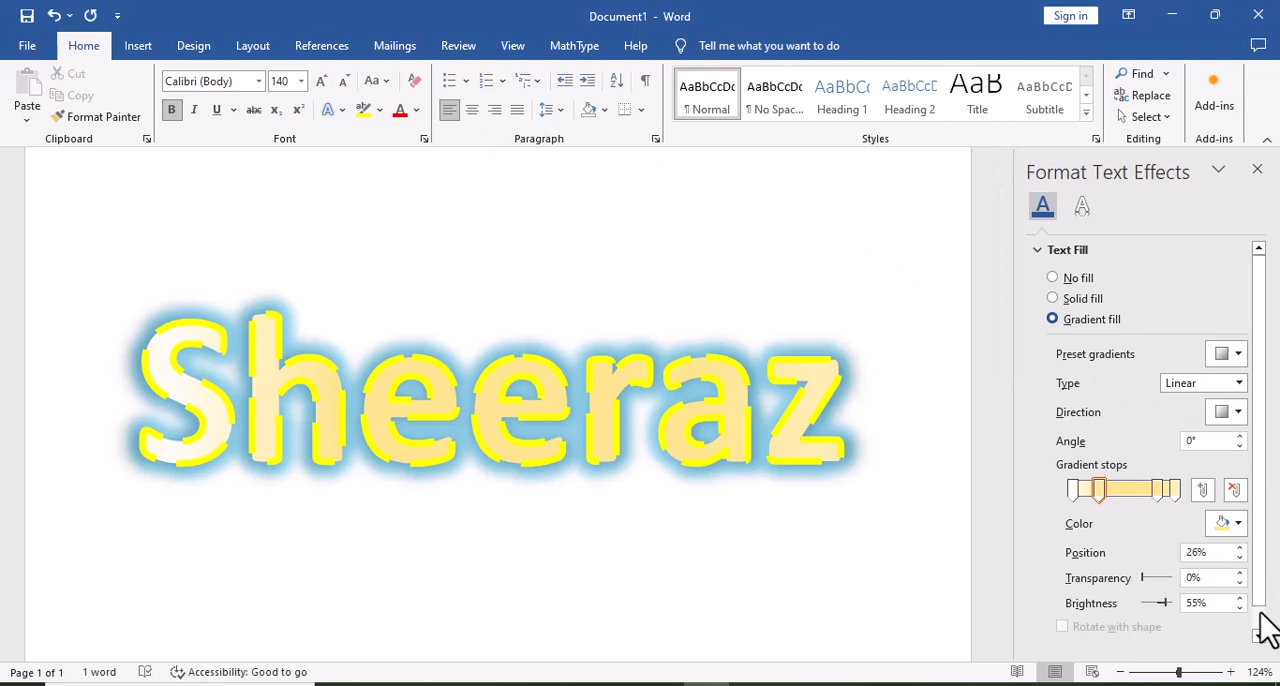 Document1 - Word
Sign in
File Home Insert Design Layout References Mailings Review View MathType Help Tell me what you want to do
Paste
Cut
Copy
Format Painter
Clipboard
Calibri (Body) 140
Font
Paragraph
AaBbCcDc AaBbCcDc AaBbCc AaBbCcC AaB AaBbCcC
¶ Normal ¶ No Spac... Heading 1 Heading 2 Title Subtitle
Styles
Find
Replace
Select
Editing
Add-ins
Add-ins
Sheeraz
Format Text Effects
Text Fill
No fill
Solid fill
Gradient fill
Preset gradients
Type Linear
Direction
Angle 0°
Gradient stops
Color
Position 26%
Transparency 0%
Brightness 55%
Rotate with shape
Page 1 of 1 1 word Accessibility: Good to go 124%